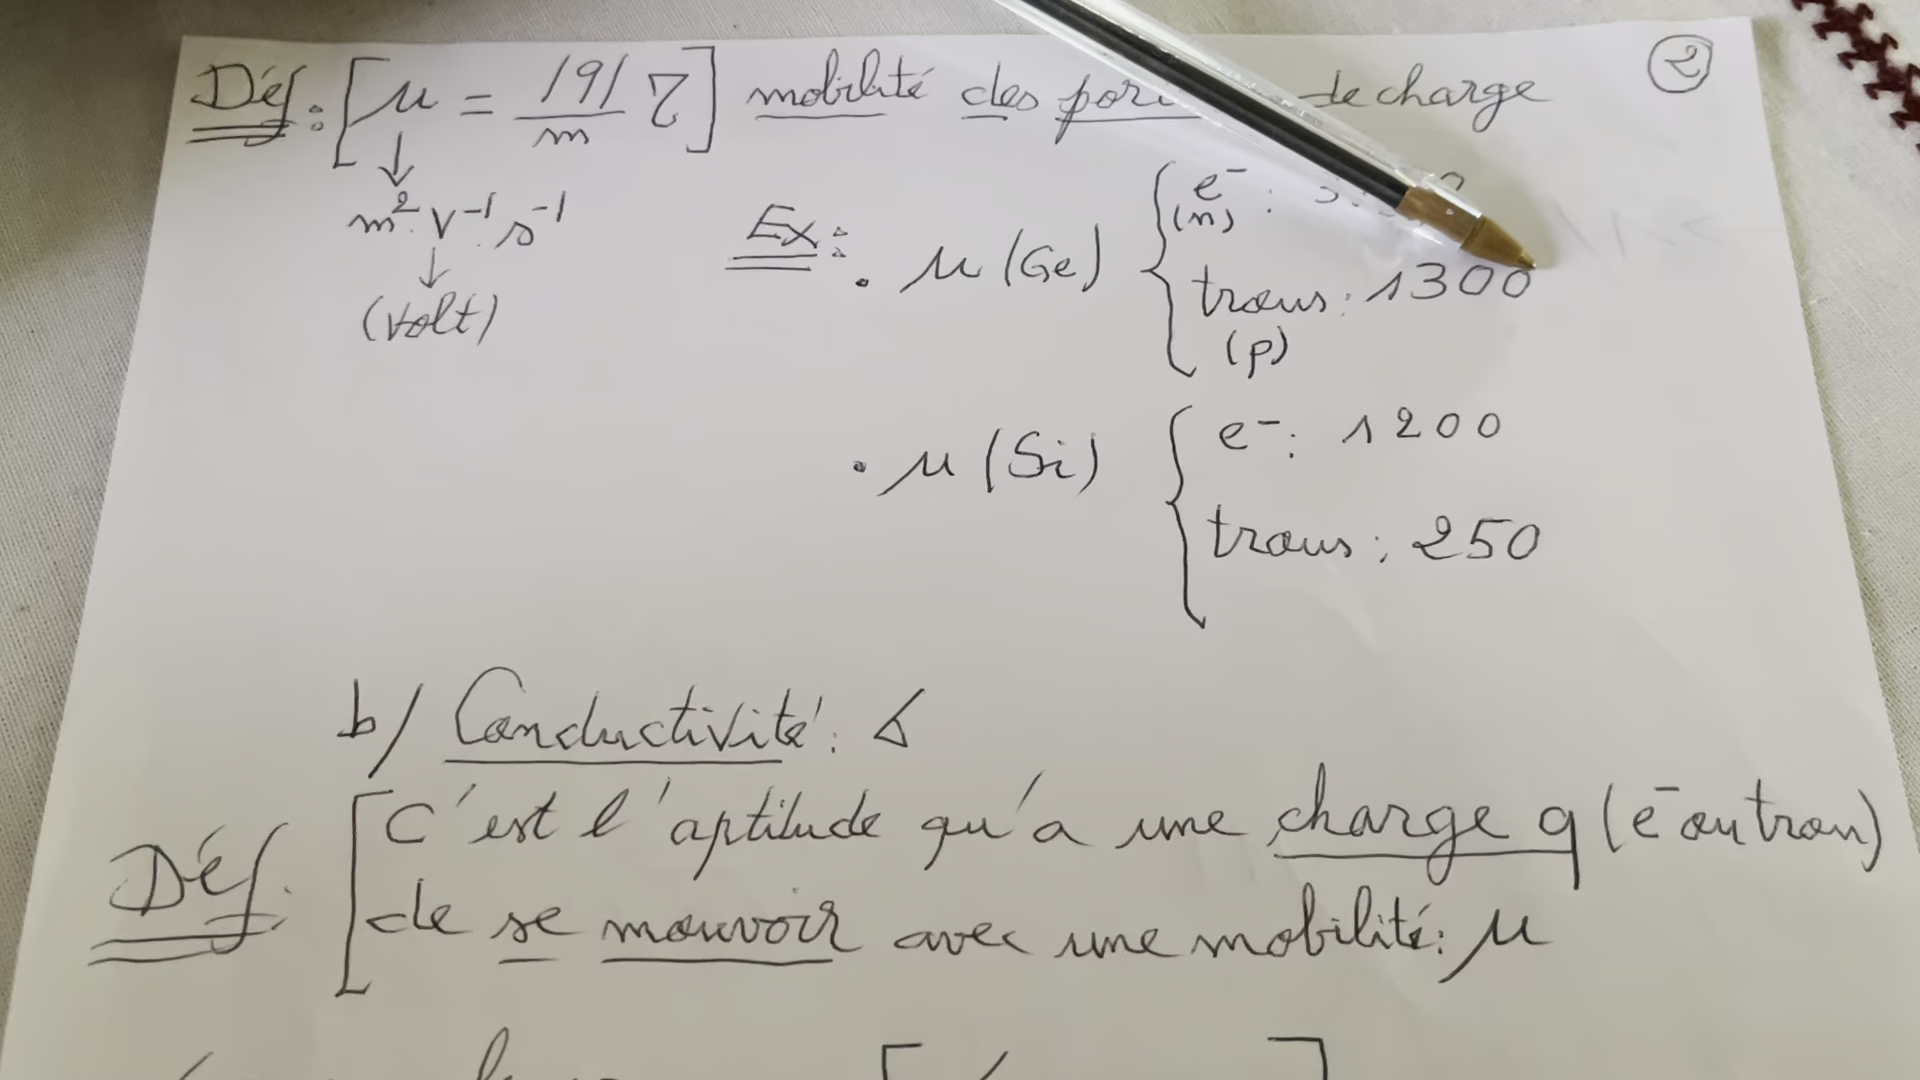 ②
Déf: [μ = |q|/m τ] mobilité des de charge
m² V⁻¹ s⁻¹
(Volt)
Ex: . μ (Ge) { e⁻ (n) :
trous : 1300
(p)
. μ (Si) { e⁻ : 1200
trous : 250
b/ Conductivité : σ
Déf. [C'est l'aptitude qu'a une charge q (e⁻ ou trou)
de se mouvoir avec une mobilité : μ